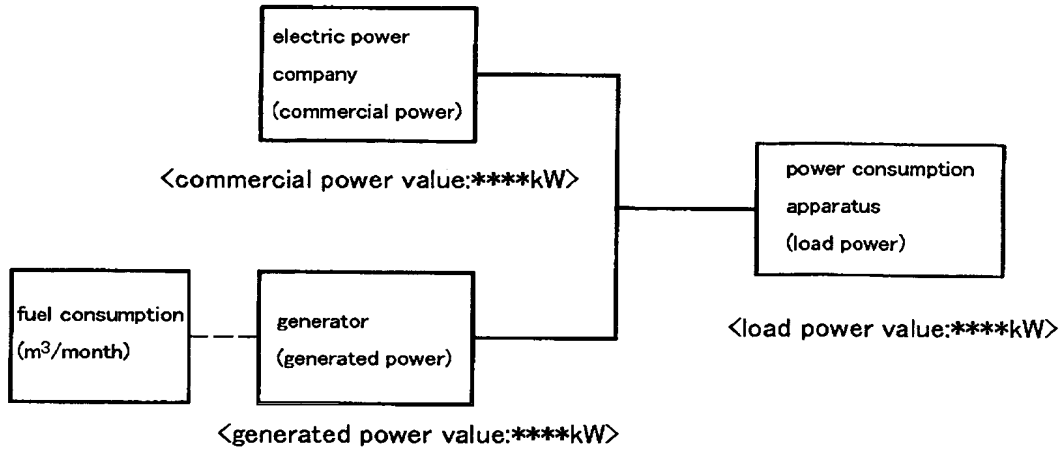 electric power
company
(commercial power)
<commercial power value:****kW>
power consumption
apparatus
(load power)
<load power value:****kW>
fuel consumption
(m³/month)
generator
(generated power)
<generated power value:****kW>